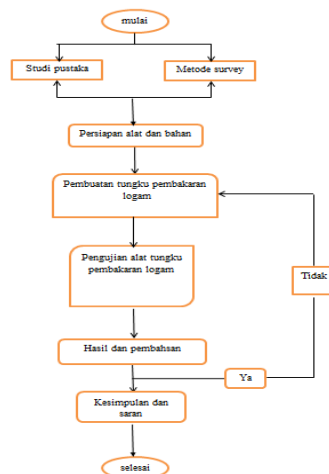 mulai
Studi pustaka
Metode survey
Persiapan alat dan bahan
Pembuatan tungku pembakaran
logam
Pengujian alat tungku
pembakaran logam
Tidak
Hasil dan pembahsan
Ya
Kesimpulan dan
saran
selesai